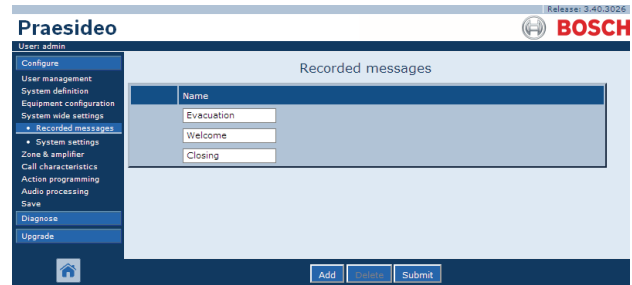 Release: 3.40.3026
Praesideo
BOSCH
User: admin
Configure
User management
System definition
Equipment configuration
System wide settings
• Recorded messages
• System settings
Zone & amplifier
Call characteristics
Action programming
Audio processing
Save
Diagnose
Upgrade
Recorded messages
Name
Evacuation
Welcome
Closing
Add Delete Submit